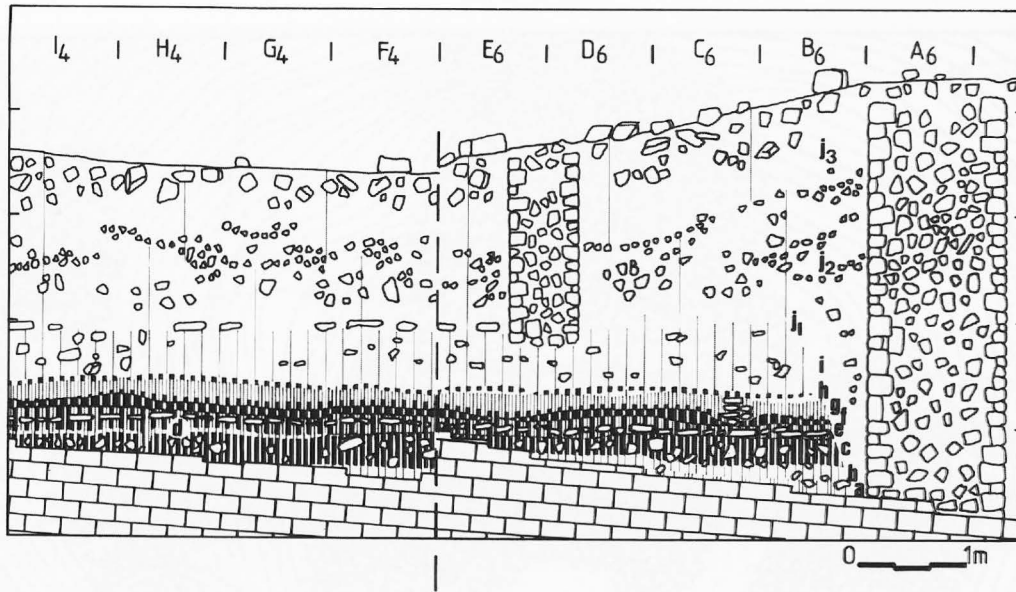 I₄ | H₄ | G₄ | F₄ | E₆ | D₆ | C₆ | B₆ | A₆ |
j₃
j₂
j₁
i
h
g
f
e
d
c
b
a
0 1m